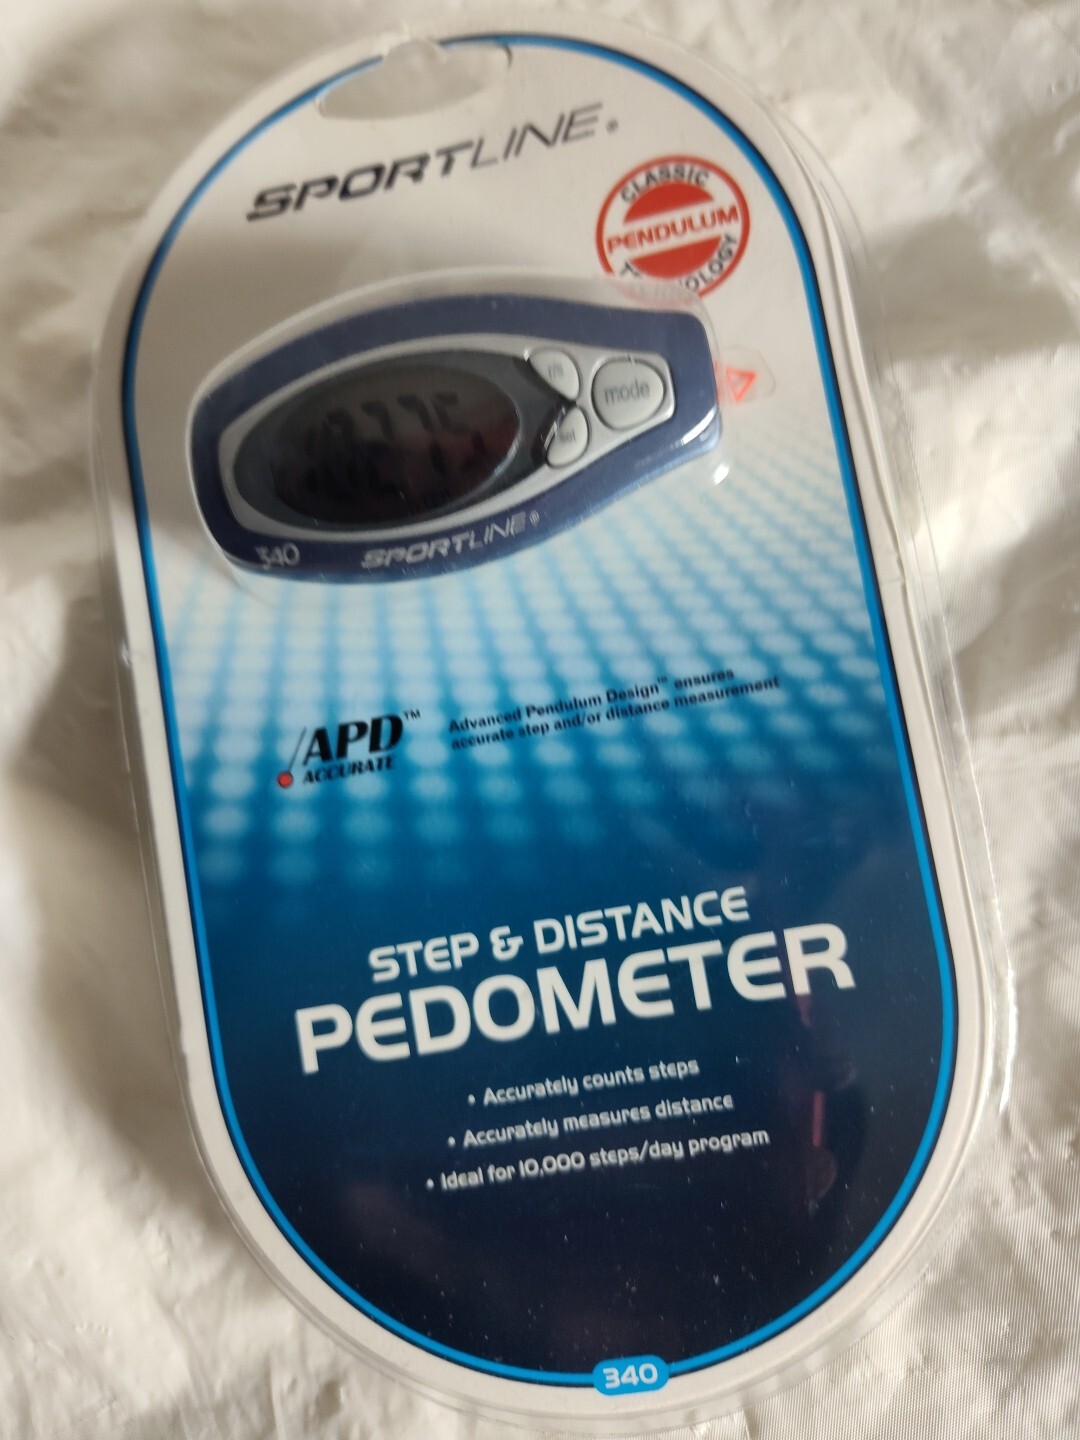 SPORTLINE®
CLASSIC
PENDULUM
mode
set
340
SPORTLINE®
APD™
ACCURATE
Advanced Pendulum Design™ ensures
accurate step and/or distance measurement
STEP & DISTANCE
PEDOMETER
• Accurately counts steps
• Accurately measures distance
• Ideal for 10,000 steps/day program
340